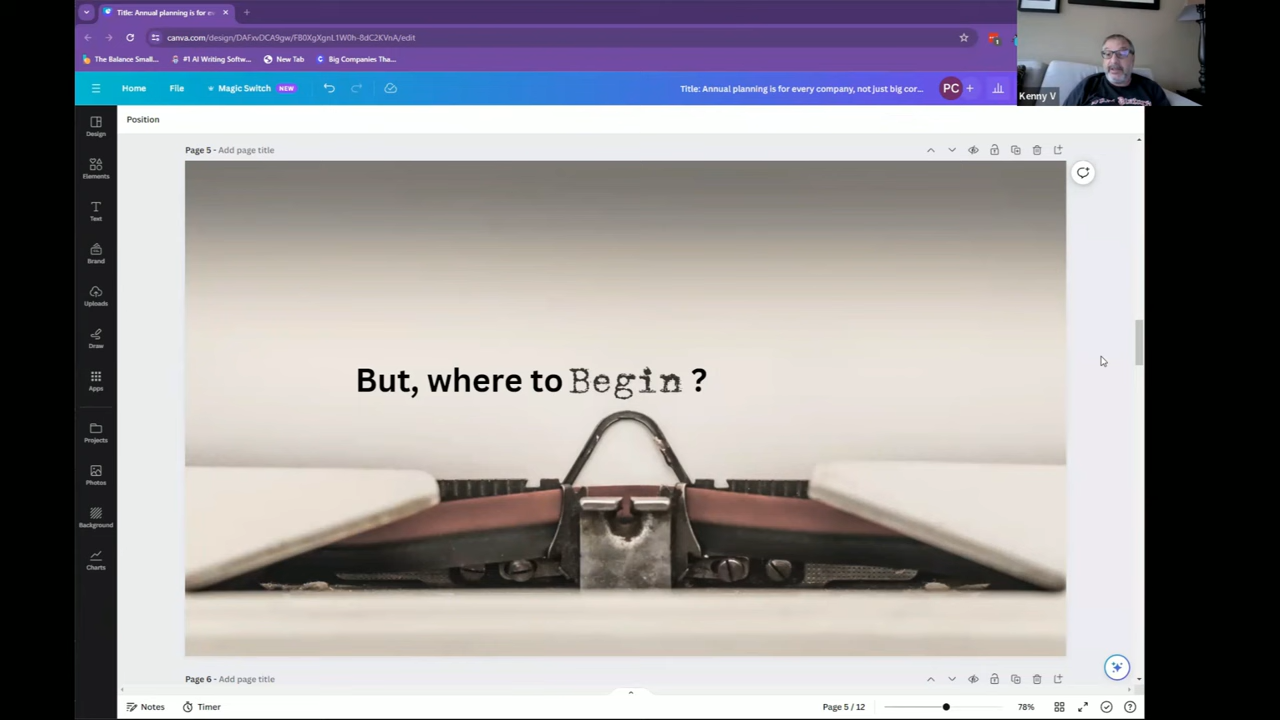 Title: Annual planning is for ev
canva.com/design/DAFxvDCA9gw/F80XgXgnL1W0h-8dC2KVnA/edit
The Balance Small...
#1 AI Writing Softw...
New Tab
Big Companies Tha...
Home
File
Magic Switch
NEW
Title: Annual planning is for every company, not just big cor...
PC
+
Kenny V
Position
Design
Elements
Text
Brand
Uploads
Draw
Apps
Projects
Photos
Background
Charts
Page 5 - Add page title
But, where to Begin ?
Page 6 - Add page title
Notes
Timer
Page 5 / 12
78%